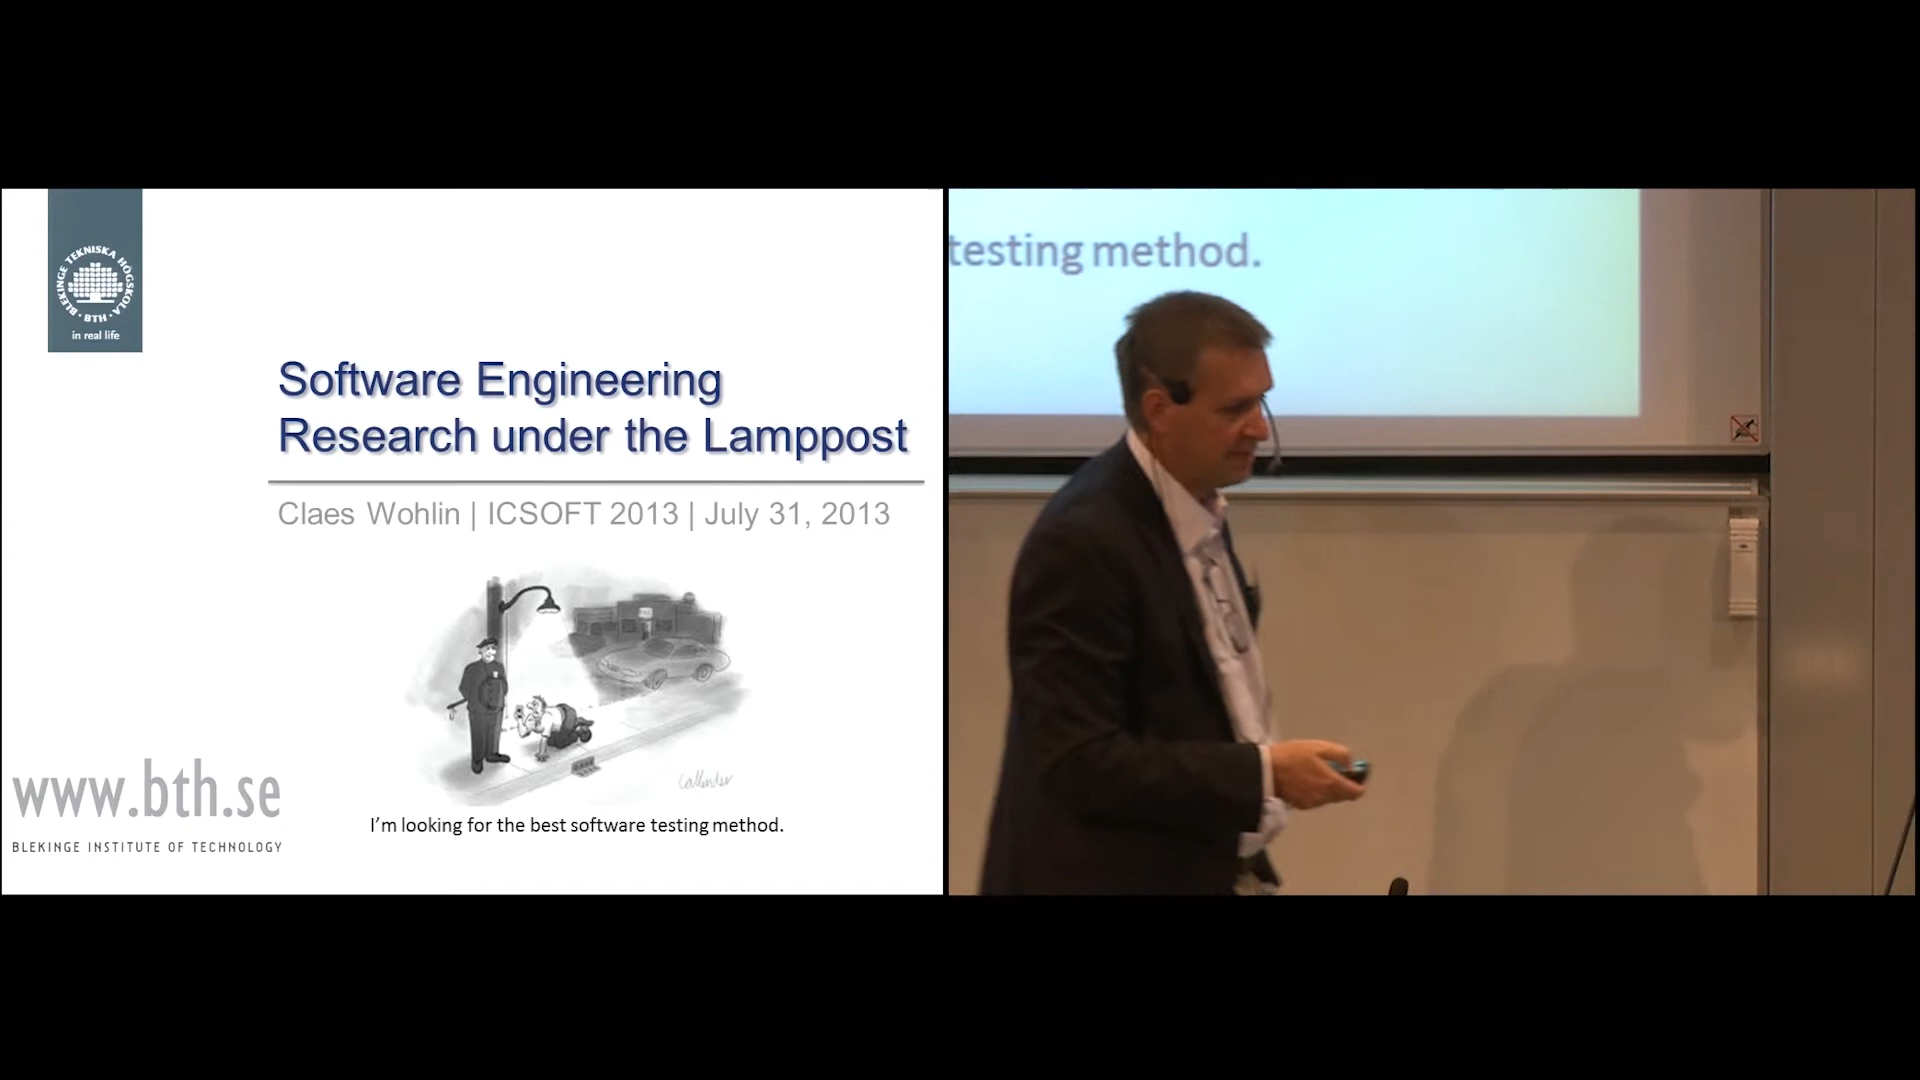 BLEKINGE TEKNISKA HÖGSKOLA
· BTH ·
in real life
Software Engineering
Research under the Lamppost
Claes Wohlin | ICSOFT 2013 | July 31, 2013
I'm looking for the best software testing method.
www.bth.se
BLEKINGE INSTITUTE OF TECHNOLOGY
testing method.